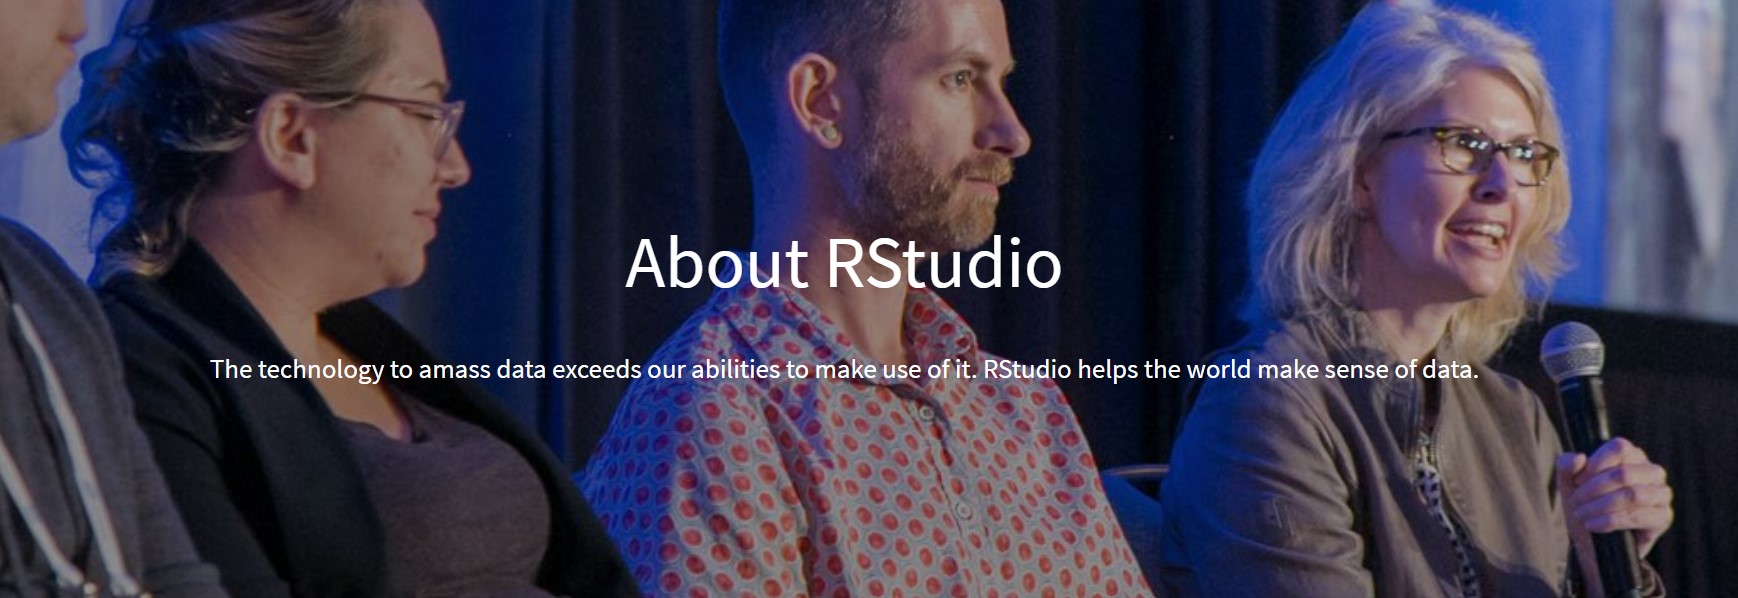 About RStudio
The technology to amass data exceeds our abilities to make use of it. RStudio helps the world make sense of data.